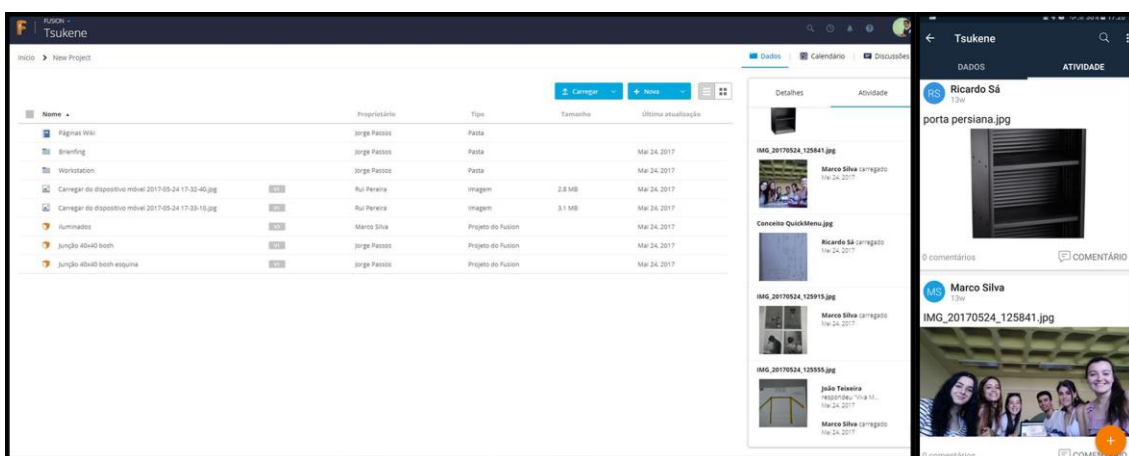 F
FUSION
Tsukene
Início > New Project
Dados
Calendário
Discussões
Carregar
+ Novo
Nome
Proprietário
Tipo
Tamanho
Última atualização
Páginas Wiki
Jorge Passos
Pasta
Brienfing
Jorge Passos
Pasta
Mai 24, 2017
Workstation
Jorge Passos
Pasta
Mai 24, 2017
Carregar do dispositivo móvel 2017-05-24 17-32-40.jpg
V1
Rui Pereira
Imagem
2.8 MB
Mai 24, 2017
Carregar do dispositivo móvel 2017-05-24 17-33-10.jpg
V1
Rui Pereira
Imagem
3.1 MB
Mai 24, 2017
iluminados
Marco Silva
Projeto do Fusion
Mai 24, 2017
Junção 40x40 bosh
Jorge Passos
Projeto do Fusion
Mai 24, 2017
Junção 40x40 bosh esquina
Jorge Passos
Projeto do Fusion
Mai 24, 2017
Detalhes
Atividade
IMG_20170524_125841.jpg
Marco Silva carregado
Mai 24, 2017
Conceito QuickMenu.jpg
Ricardo Sá carregado
Mai 24, 2017
IMG_20170524_125915.jpg
Marco Silva carregado
Mai 24, 2017
IMG_20170524_125555.jpg
João Teixeira
respondeu "Viva M...
Mai 24, 2017
Marco Silva carregado
Mai 24, 2017
Tsukene
DADOS
ATIVIDADE
RS
Ricardo Sá
13w
porta persiana.jpg
0 comentários
COMENTÁRIO
MS
Marco Silva
13w
IMG_20170524_125841.jpg
0 comentários